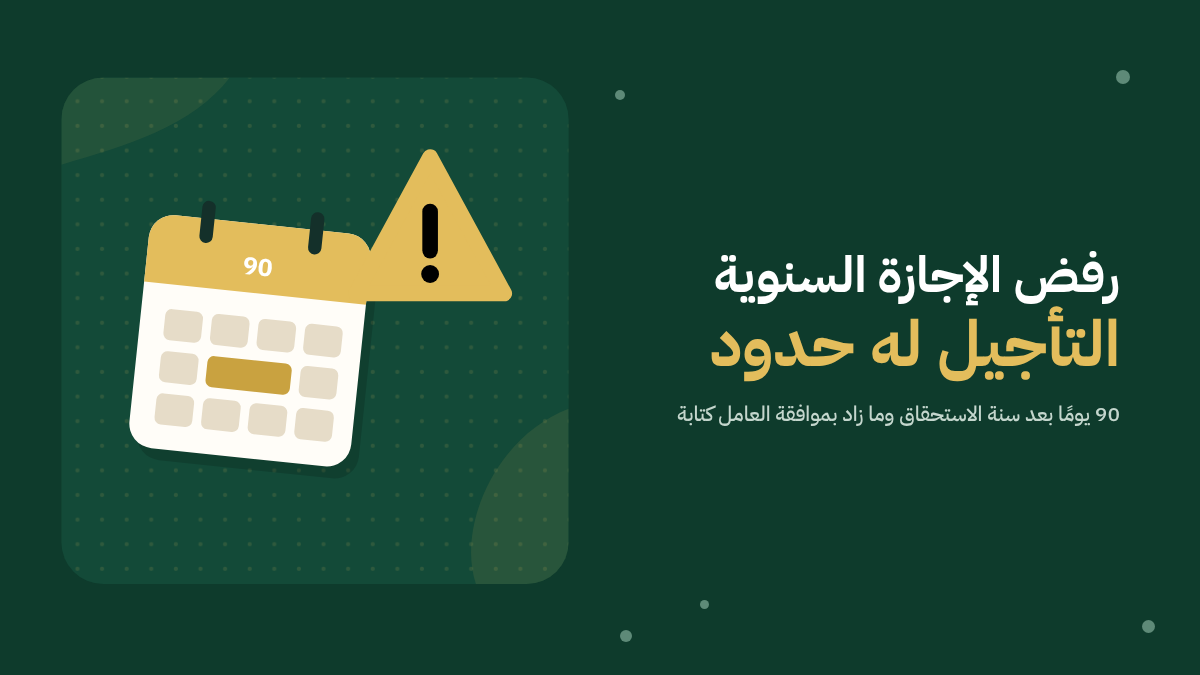 رفض الإجازة السنوية
التأجيل له حدود
90 يومًا بعد سنة الاستحقاق وما زاد بموافقة العامل كتابة
90